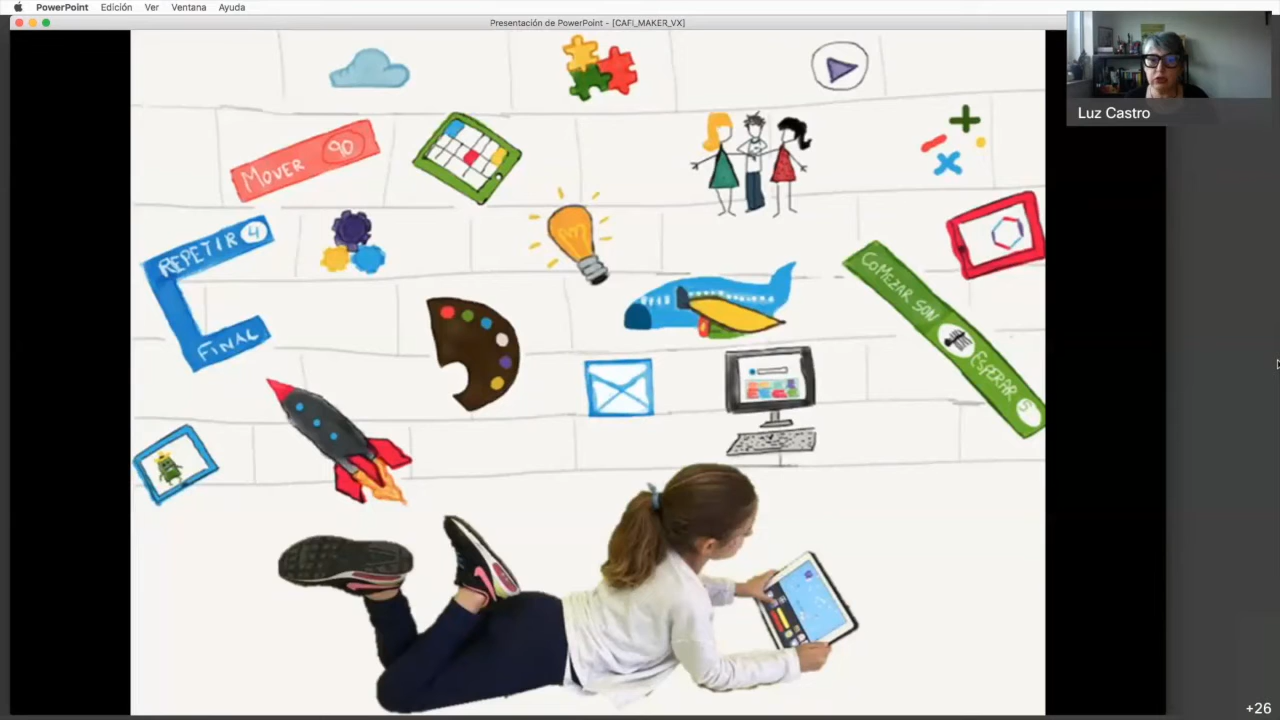 PowerPoint Edición Ver Ventana Ayuda
Presentación de PowerPoint - [CAFI_MAKER_VX]
Luz Castro
MOVER 90
REPETIR 4
FINAL
COMEZAR SON
ESPERAR 5
+26